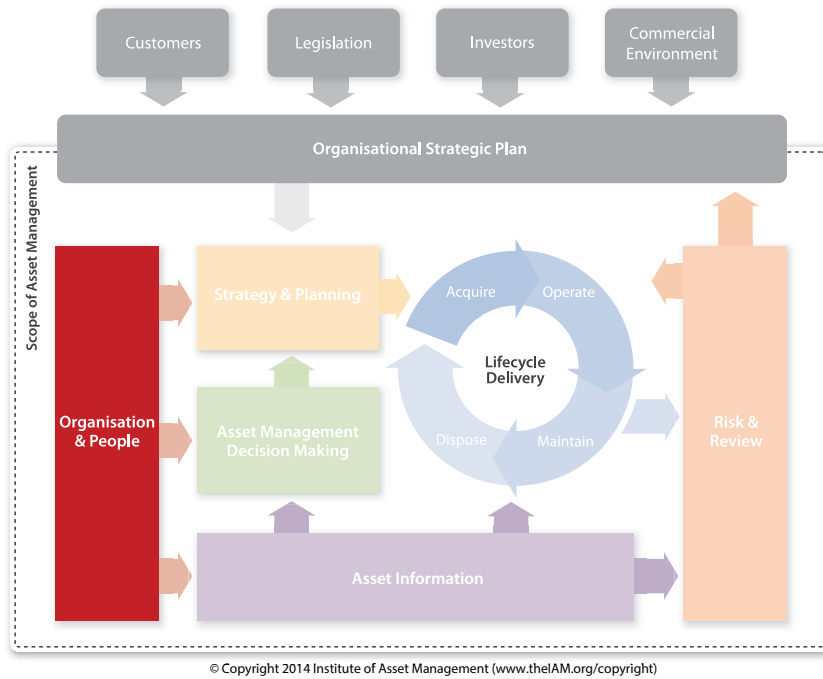 Customers
Legislation
Investors
Commercial
Environment
Organisational Strategic Plan
Scope of Asset Management
Strategy & Planning
Acquire
Operate
Lifecycle
Delivery
Organisation
& People
Asset Management
Decision Making
Dispose
Maintain
Risk &
Review
Asset Information
© Copyright 2014 Institute of Asset Management (www.theIAM.org/copyright)